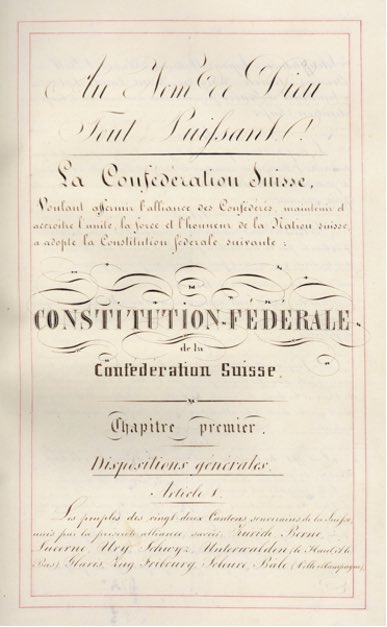 Au Nom de Dieu
Tout Puissant !
La Confédération Suisse,
Voulant affermir l'alliance des Confédérés, maintenir et
accroître l'unité, la force et l'honneur de la Nation suisse,
a adopté la Constitution fédérale suivante :
CONSTITUTION-FÉDÉRALE
de la
Confédération Suisse.
Chapitre premier.
Dispositions générales.
Article 1.
Les peuples des vingt deux Cantons souverains de la Suisse,
unis par la présente alliance, savoir: Zurich, Berne,
Lucerne, Ury, Schwyz, Unterwalden, (le Haut et le
Bas) Glaris, Zug, Fribourg, Soleure, Bâle (Ville et Campagne)